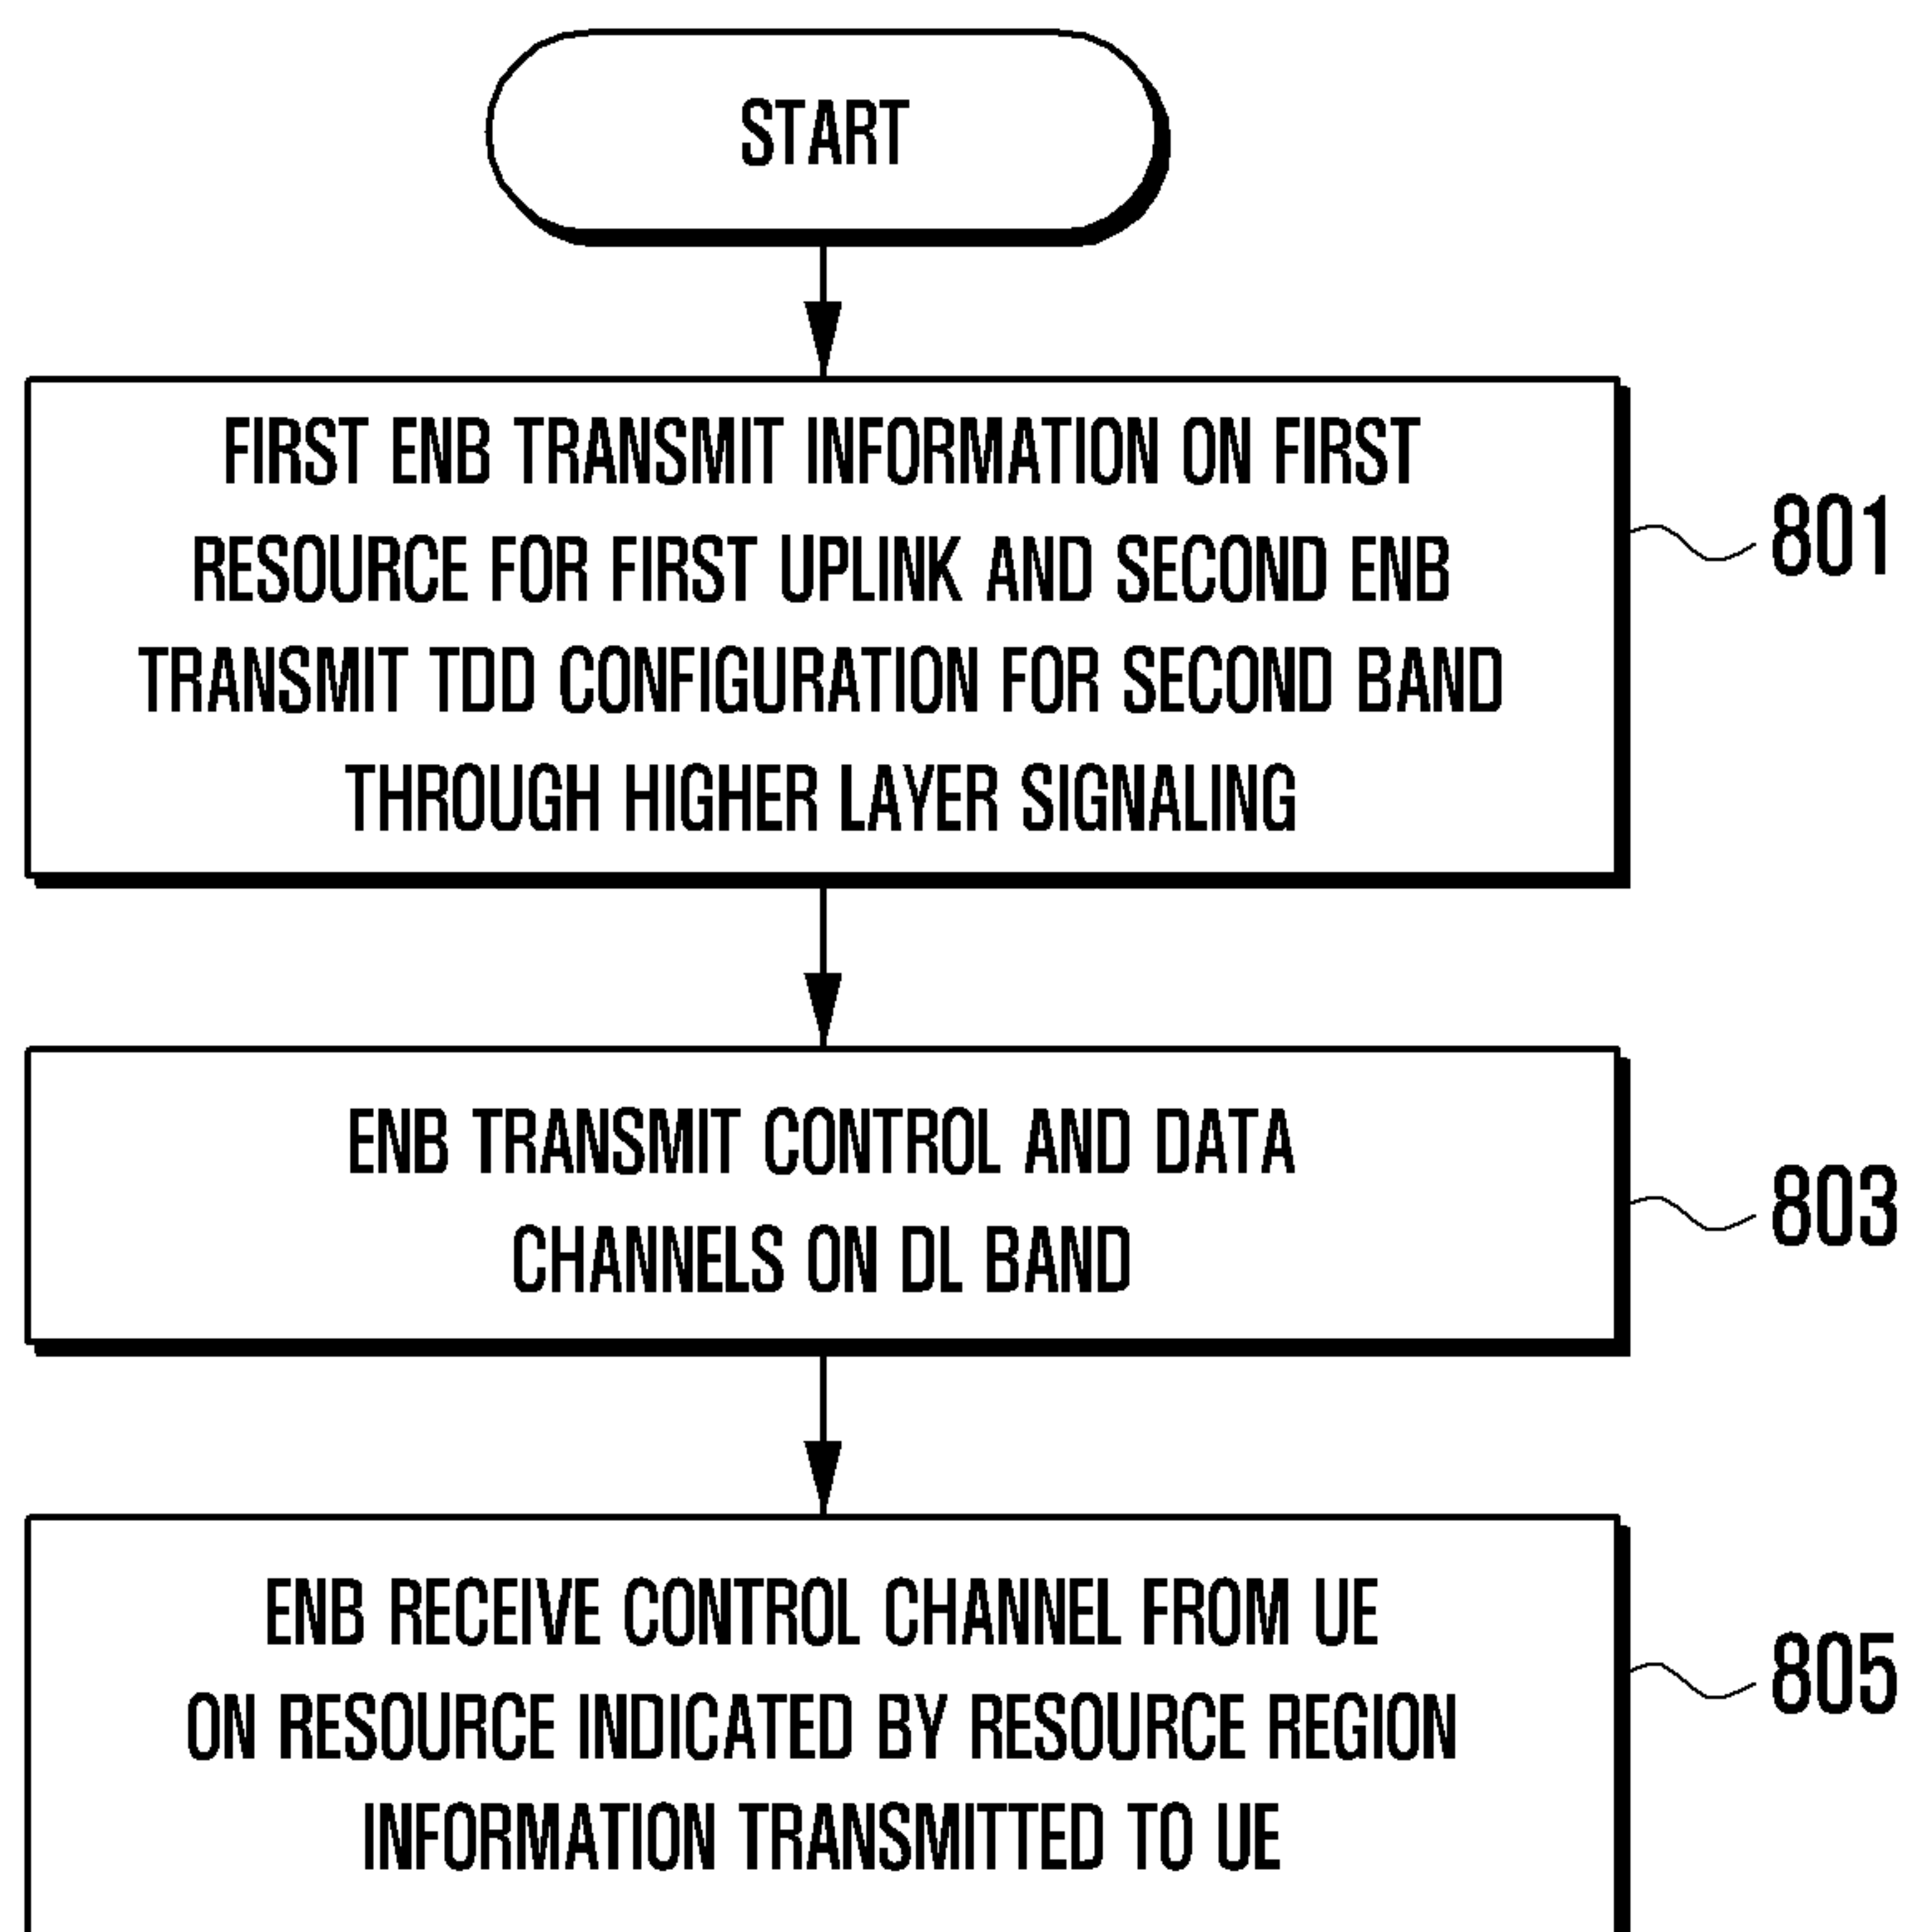 START
FIRST ENB TRANSMIT INFORMATION ON FIRST
RESOURCE FOR FIRST UPLINK AND SECOND ENB
TRANSMIT TDD CONFIGURATION FOR SECOND BAND
THROUGH HIGHER LAYER SIGNALING
801
ENB TRANSMIT CONTROL AND DATA
CHANNELS ON DL BAND
803
ENB RECEIVE CONTROL CHANNEL FROM UE
ON RESOURCE INDICATED BY RESOURCE REGION
INFORMATION TRANSMITTED TO UE
805